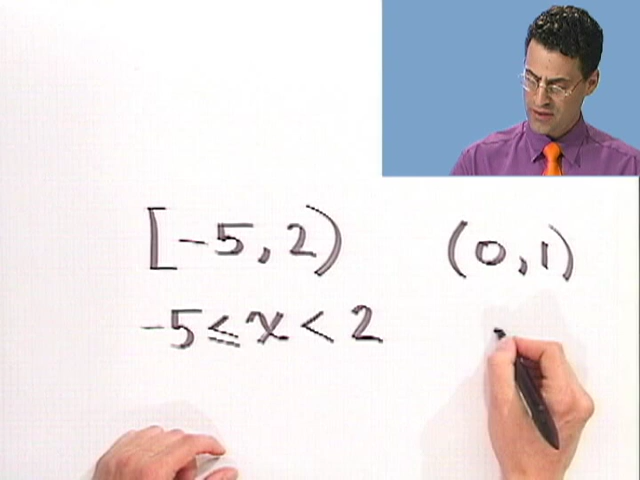 [-5, 2) (0, 1)
-5 ≤ x < 2